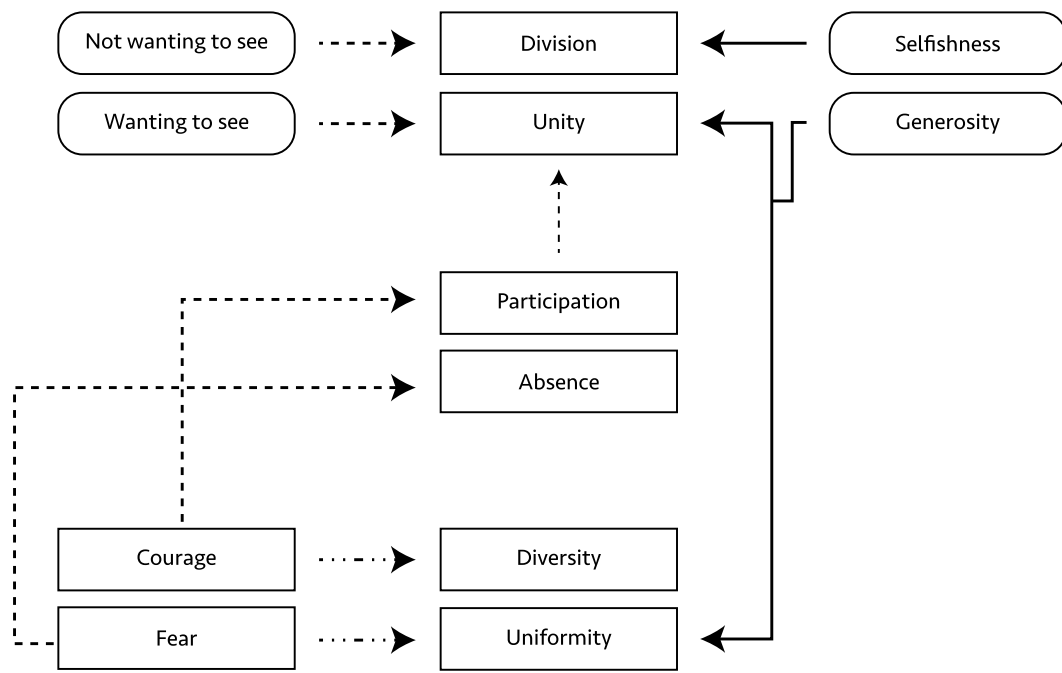 Not wanting to see
Division
Selfishness
Wanting to see
Unity
Generosity
Participation
Absence
Courage
Diversity
Fear
Uniformity